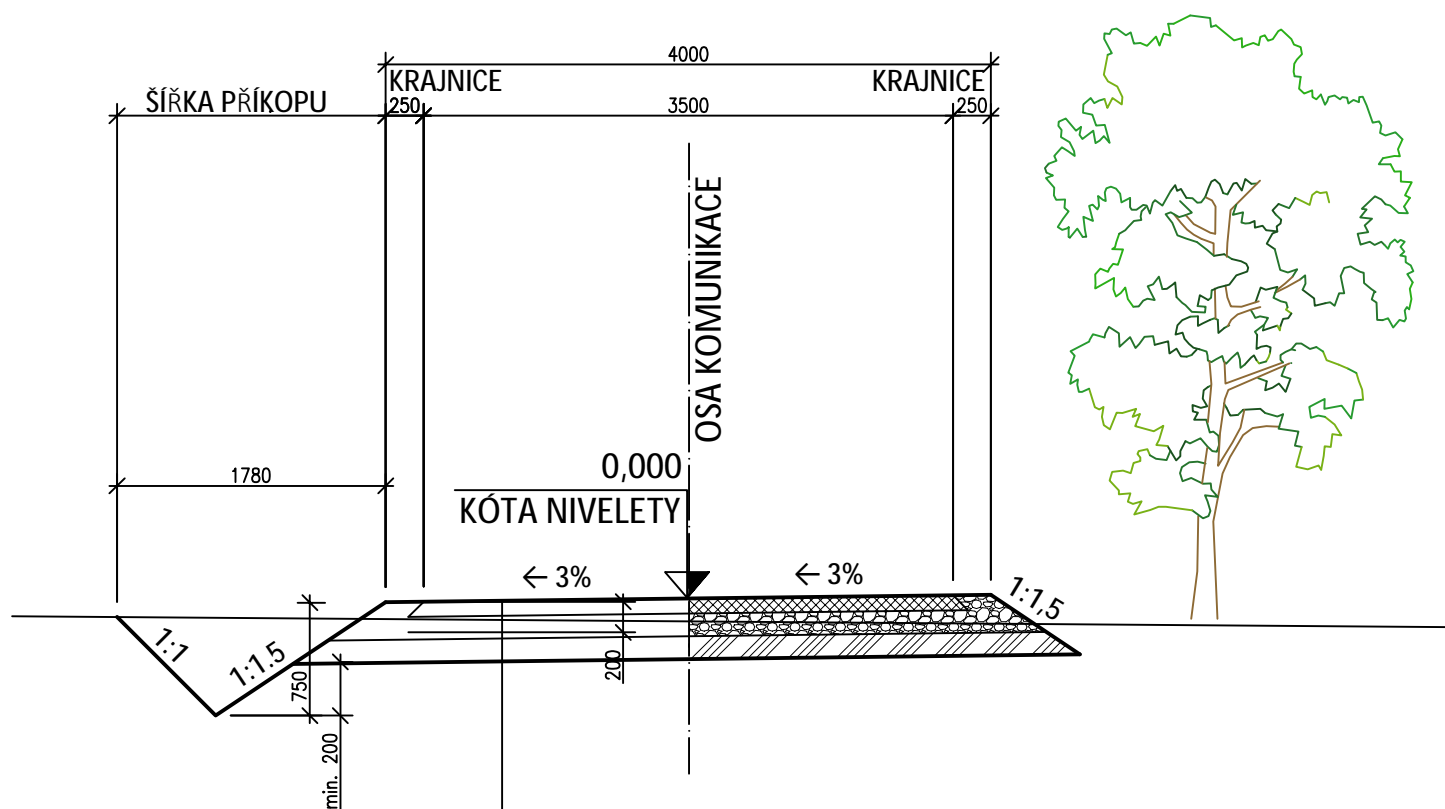 4000
KRAJNICE
KRAJNICE
ŠÍŘKA PŘÍKOPU
250
3500
250
OSA KOMUNIKACE
1780
0,000
KÓTA NIVELETY
← 3%
← 3%
1:1,5
1:1
1:1.5
750
200
min. 200